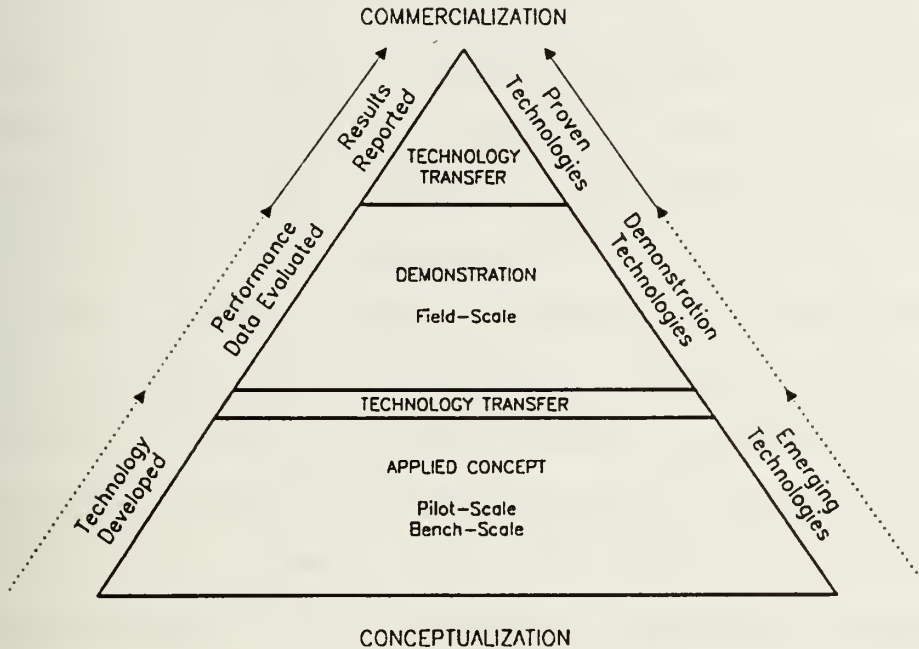 COMMERCIALIZATION
Results
Reported
Proven
Technologies
TECHNOLOGY
TRANSFER
Performance
Data Evaluated
Demonstration
Technologies
DEMONSTRATION
Field-Scale
TECHNOLOGY TRANSFER
Technology
Developed
Emerging
Technologies
APPLIED CONCEPT
Pilot-Scale
Bench-Scale
CONCEPTUALIZATION